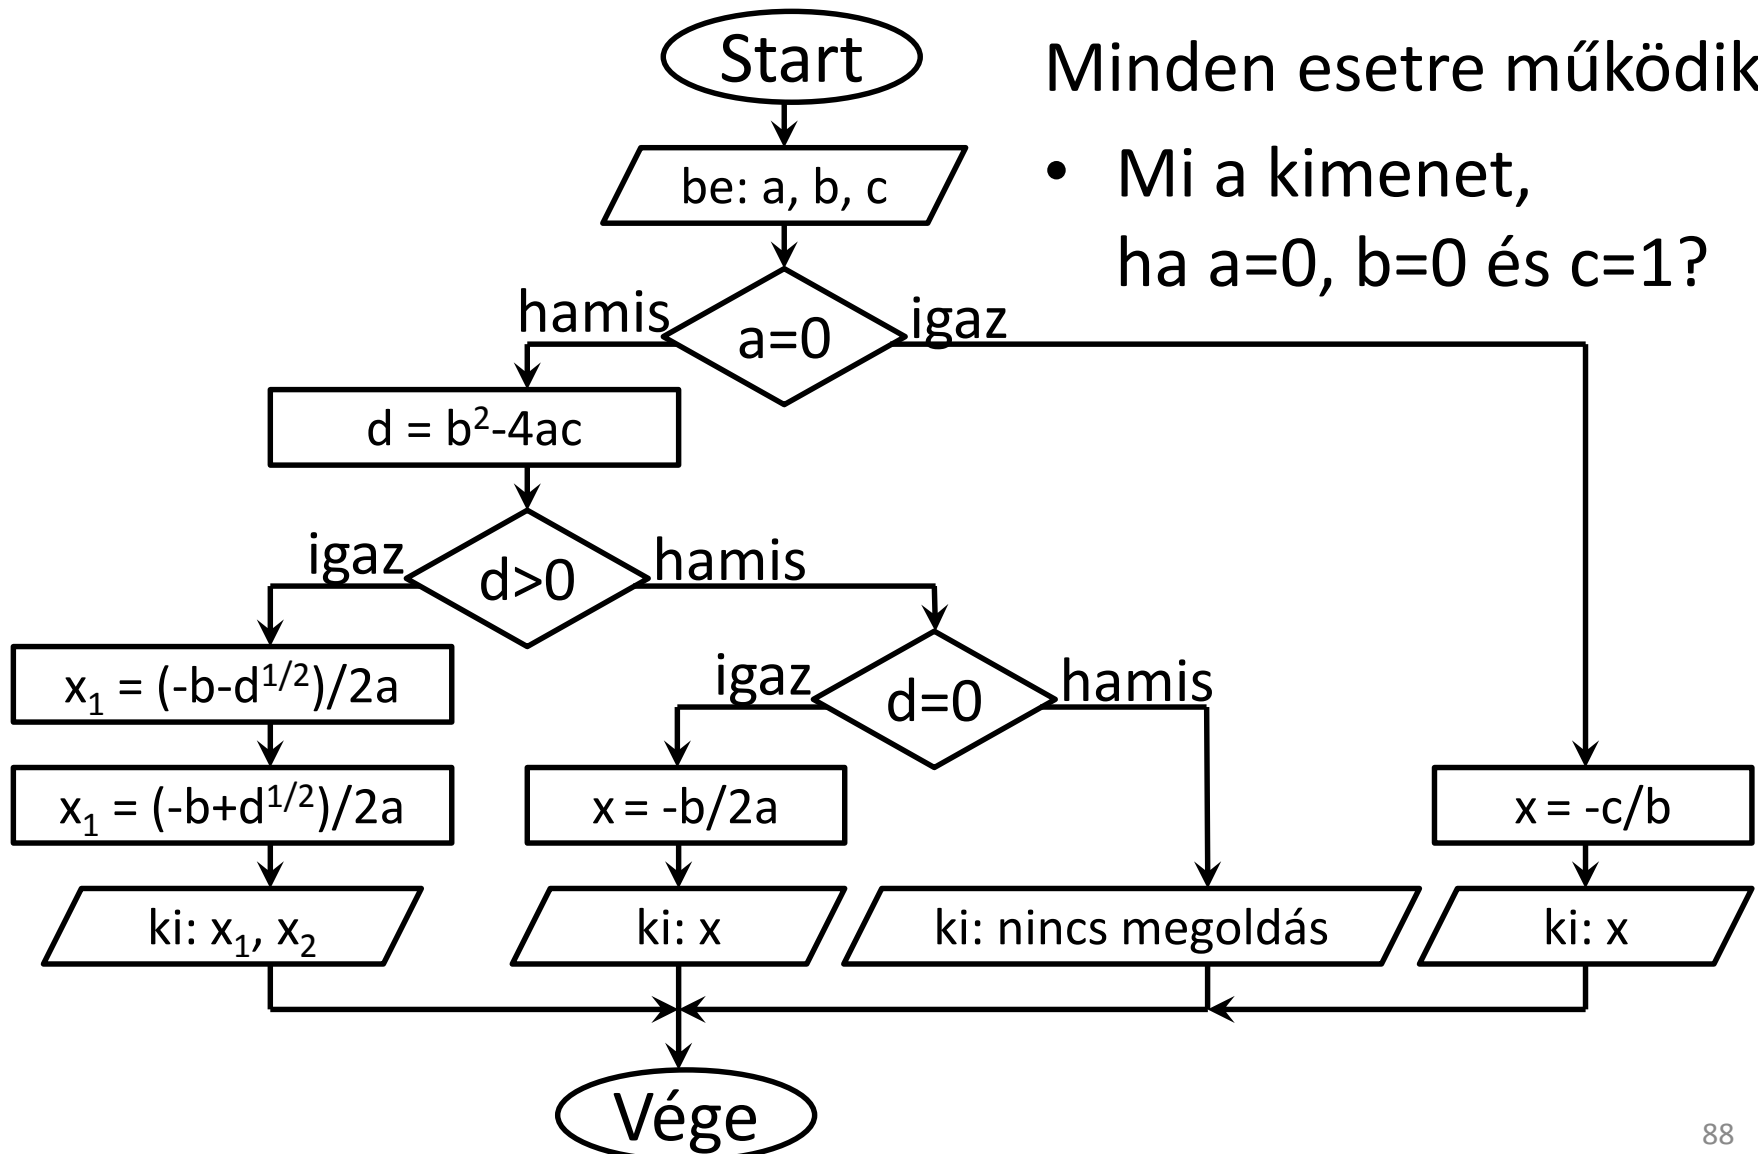 Start
Minden esetre működik
be: a, b, c
• Mi a kimenet,
ha a=0, b=0 és c=1?
hamis
a=0
igaz
d = b²-4ac
igaz
d>0
hamis
x₁ = (-b-d^1/2)/2a
igaz
d=0
hamis
x₁ = (-b+d^1/2)/2a
x = -b/2a
x = -c/b
ki: x₁, x₂
ki: x
ki: nincs megoldás
ki: x
Vége
88